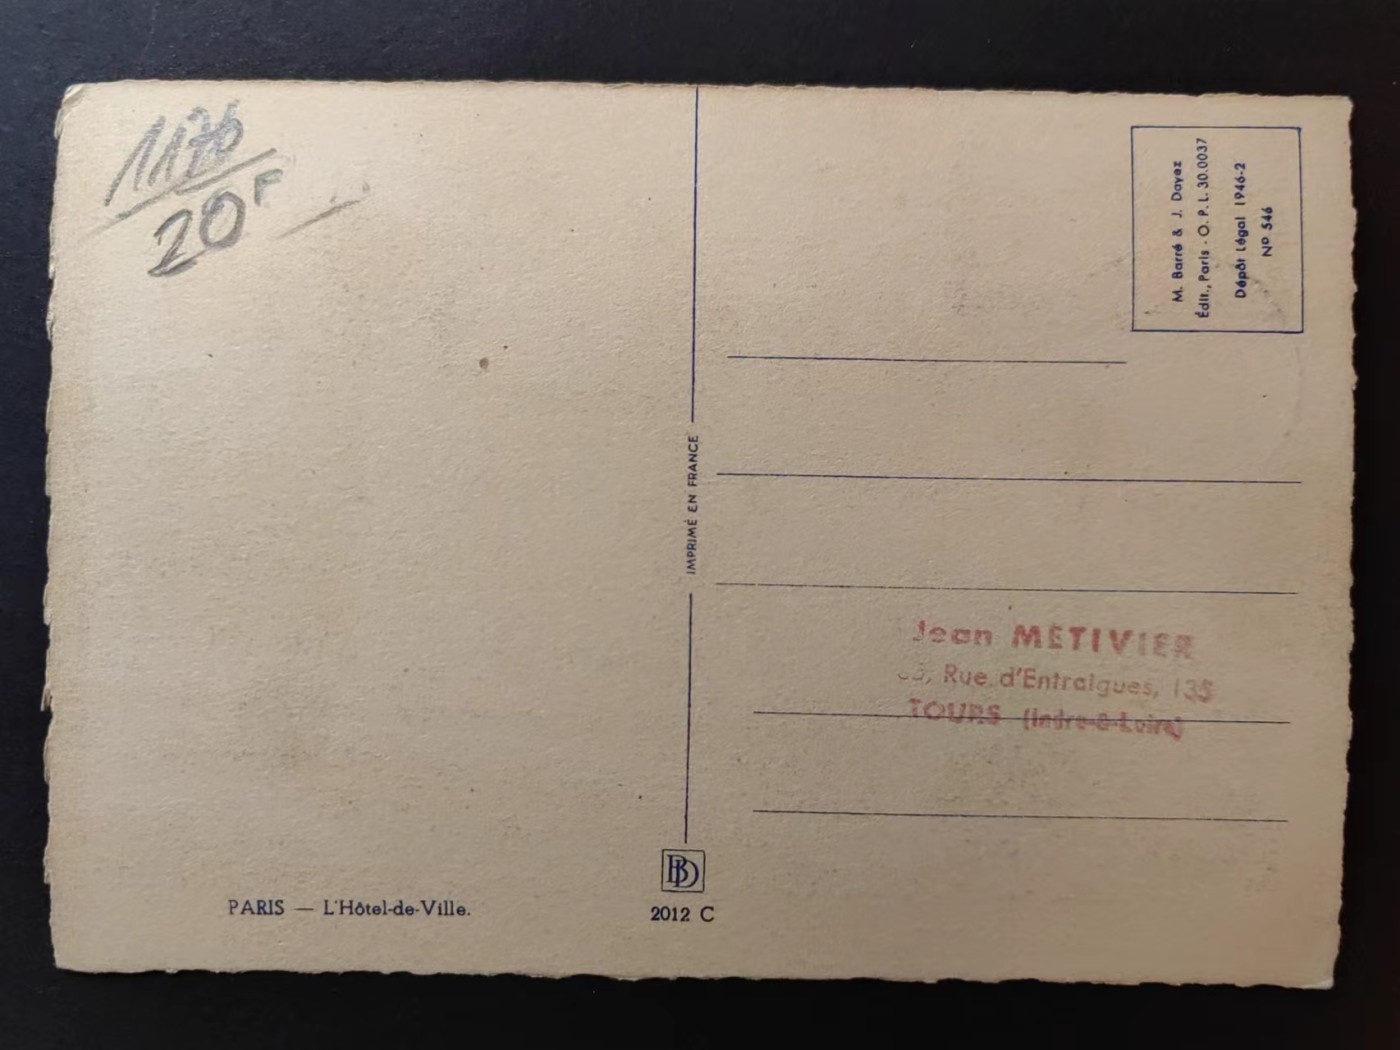 1176
20F
M. Barré & J. Dayez
Édit., Paris - O. P. L. 30.0037
Dépôt Légal 1946-2
No 546
IMPRIMÉ EN FRANCE
Jean METIVIER
Rue d'Entraigues, 135
TOURS (Indre-&-Loire)
BD
PARIS — L'Hôtel-de-Ville.
2012 C